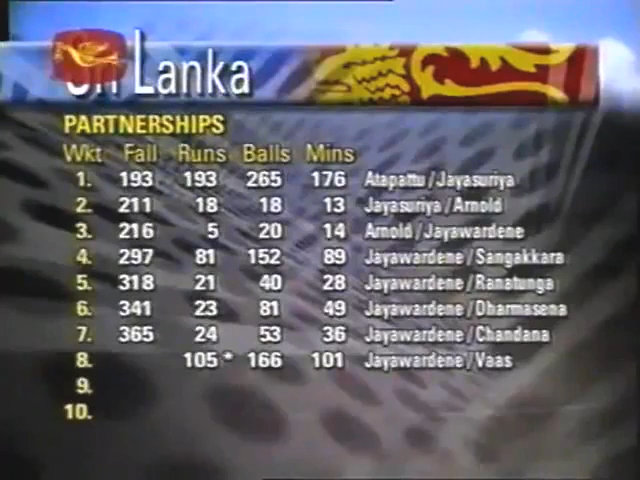 Sri Lanka
PARTNERSHIPS
Wkt Fall Runs Balls Mins
1. 193 193 265 176 Atapattu/Jayasuriya
2. 211 18 18 13 Jayasuriya/Arnold
3. 216 5 20 14 Arnold/Jayawardene
4. 297 81 152 89 Jayawardene/Sangakkara
5. 318 21 40 28 Jayawardene/Ranatunga
6. 341 23 81 49 Jayawardene/Dharmasena
7. 365 24 53 36 Jayawardene/Chandana
8. 105* 166 101 Jayawardene/Vaas
9.
10.